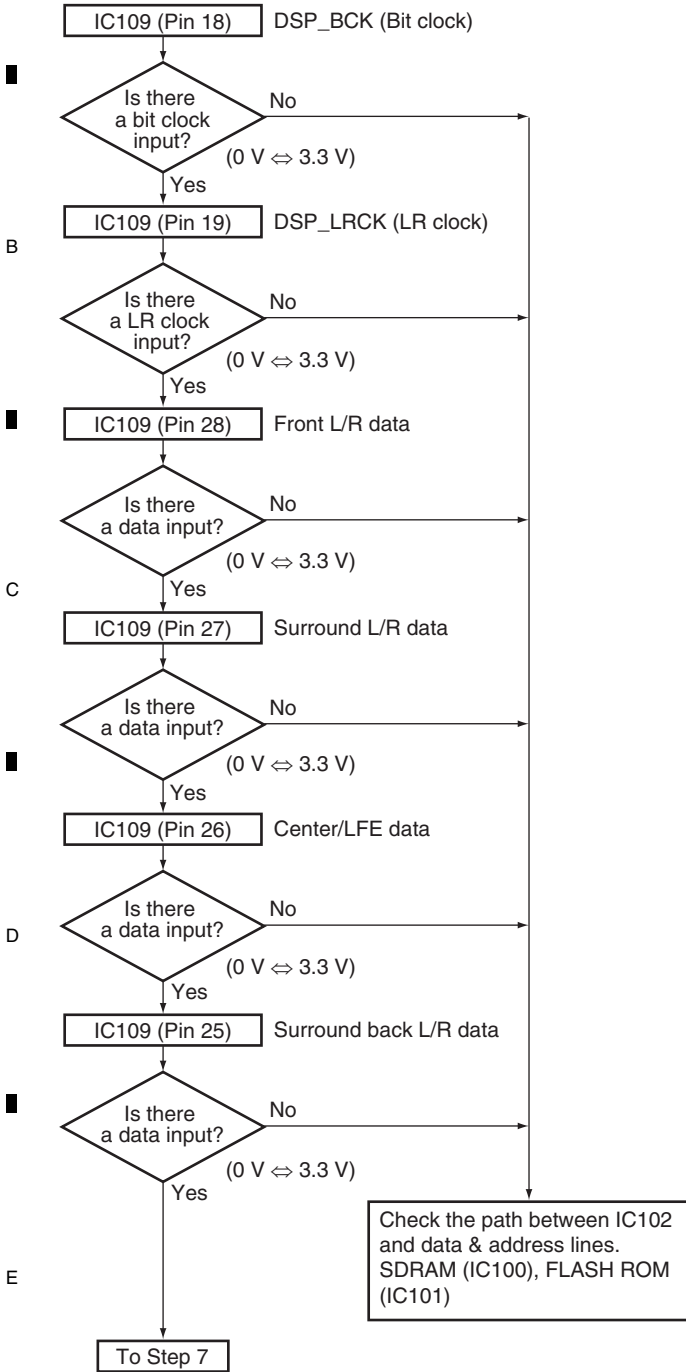 IC109 (Pin 18) DSP_BCK (Bit clock)
Is there
a bit clock
input?
No
(0 V ⇔ 3.3 V)
Yes
IC109 (Pin 19) DSP_LRCK (LR clock)
B
Is there
a LR clock
input?
No
(0 V ⇔ 3.3 V)
Yes
IC109 (Pin 28) Front L/R data
Is there
a data input?
No
(0 V ⇔ 3.3 V)
Yes
C
IC109 (Pin 27) Surround L/R data
Is there
a data input?
No
(0 V ⇔ 3.3 V)
Yes
IC109 (Pin 26) Center/LFE data
Is there
a data input?
No
D
(0 V ⇔ 3.3 V)
Yes
IC109 (Pin 25) Surround back L/R data
Is there
a data input?
No
(0 V ⇔ 3.3 V)
Yes
Check the path between IC102
and data & address lines.
SDRAM (IC100), FLASH ROM
(IC101)
E
To Step 7